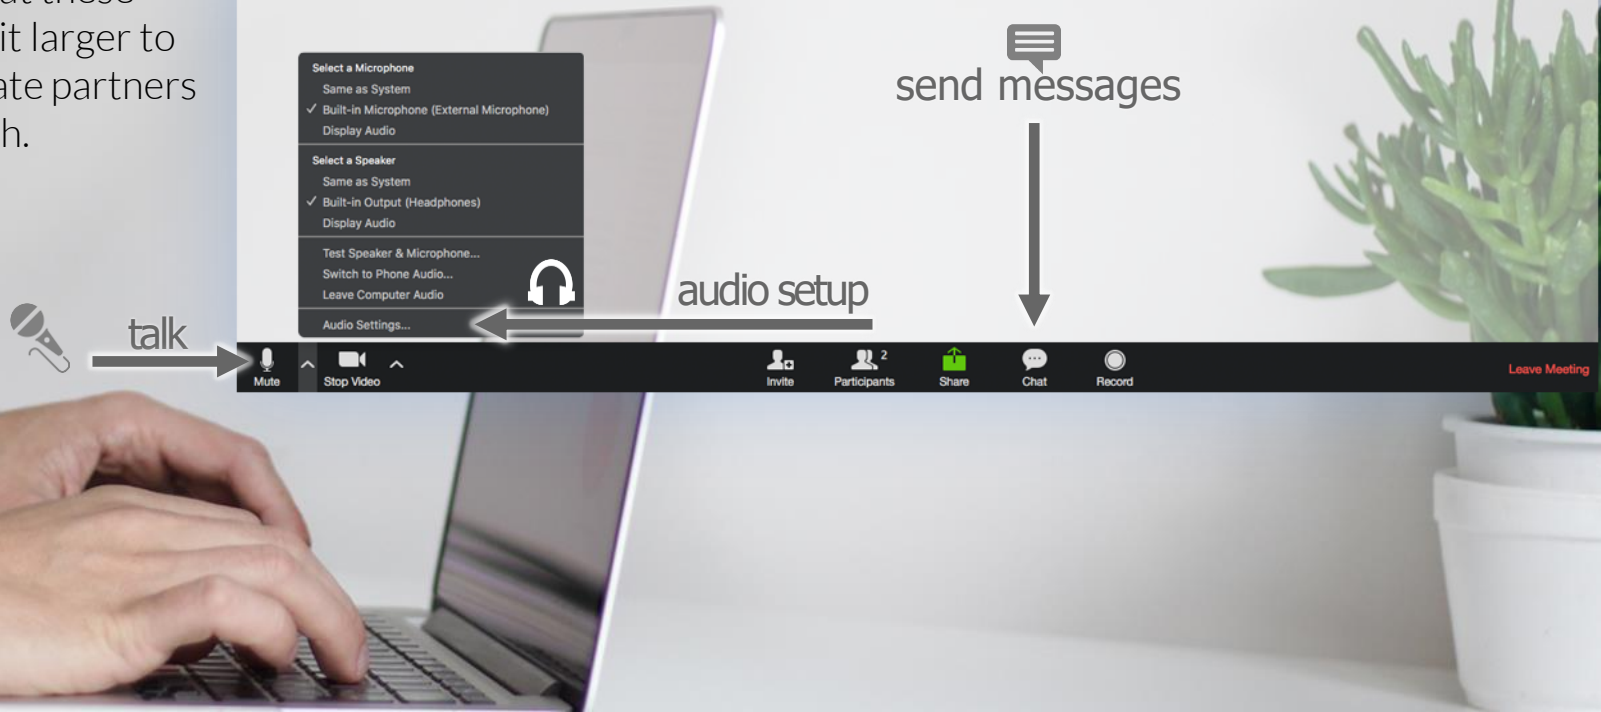 it larger to
ate partners
h.
send messages
Select a Microphone
Same as System
✓ Built-in Microphone (External Microphone)
Display Audio
Select a Speaker
Same as System
✓ Built-in Output (Headphones)
Display Audio
Test Speaker & Microphone...
Switch to Phone Audio...
Leave Computer Audio
Audio Settings...
audio setup
talk
Mute
Stop Video
Invite
2
Participants
Share
Chat
Record
Leave Meeting